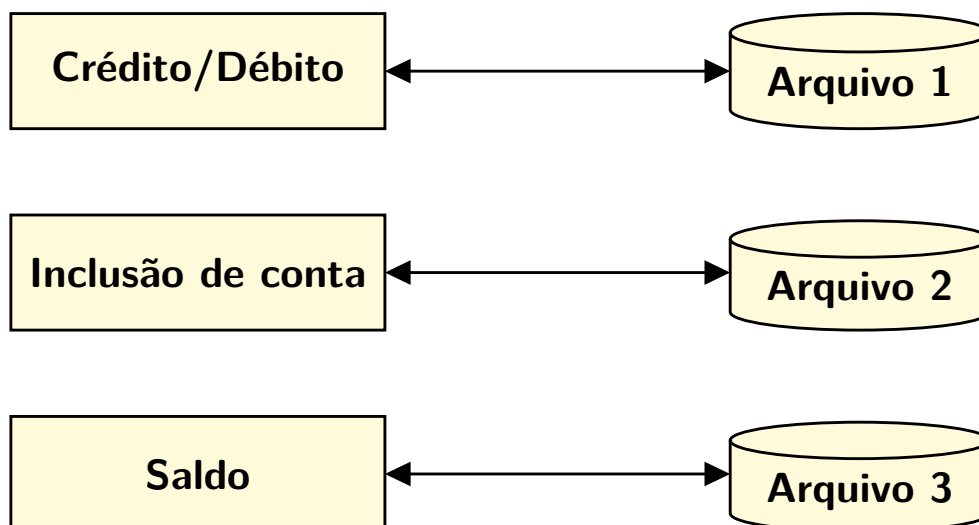 Crédito/Débito
Arquivo 1
Inclusão de conta
Arquivo 2
Saldo
Arquivo 3